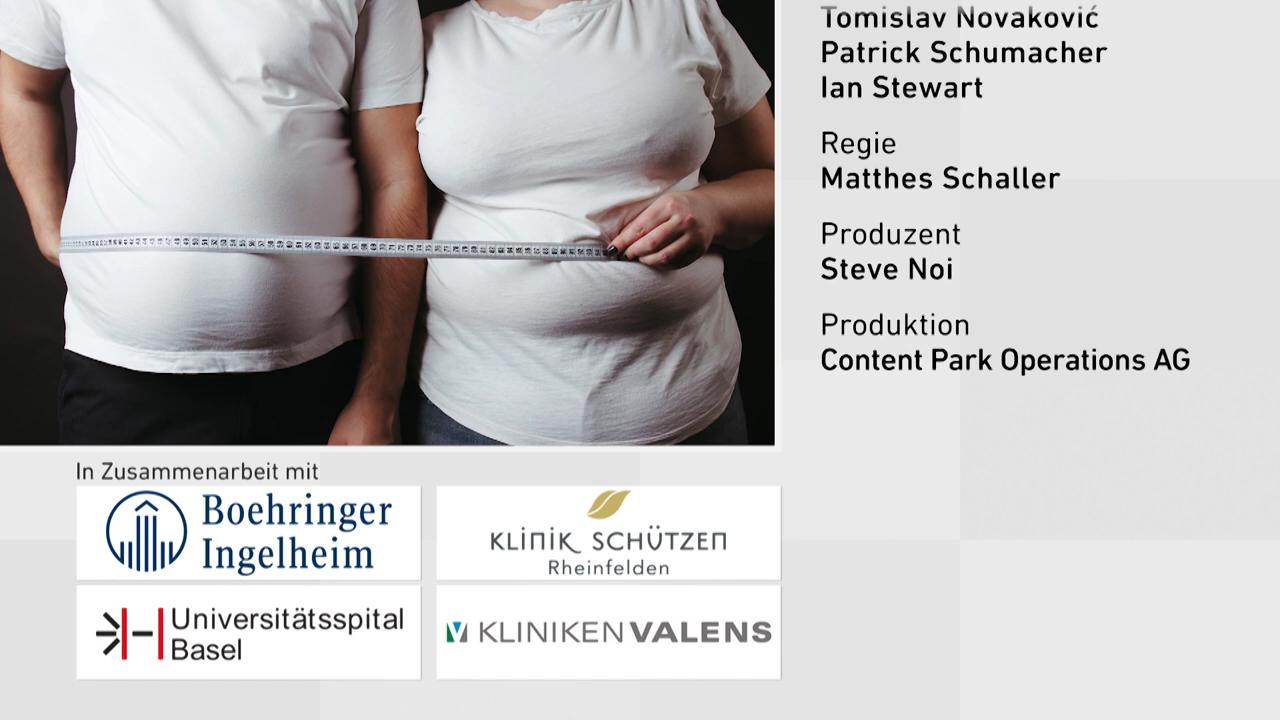 Tomislav Novaković
Patrick Schumacher
Ian Stewart
Regie
Matthes Schaller
Produzent
Steve Noi
Produktion
Content Park Operations AG
In Zusammenarbeit mit
Boehringer
Ingelheim
KLINIK SCHÜTZEN
Rheinfelden
Universitätsspital
Basel
KLINIKEN VALENS